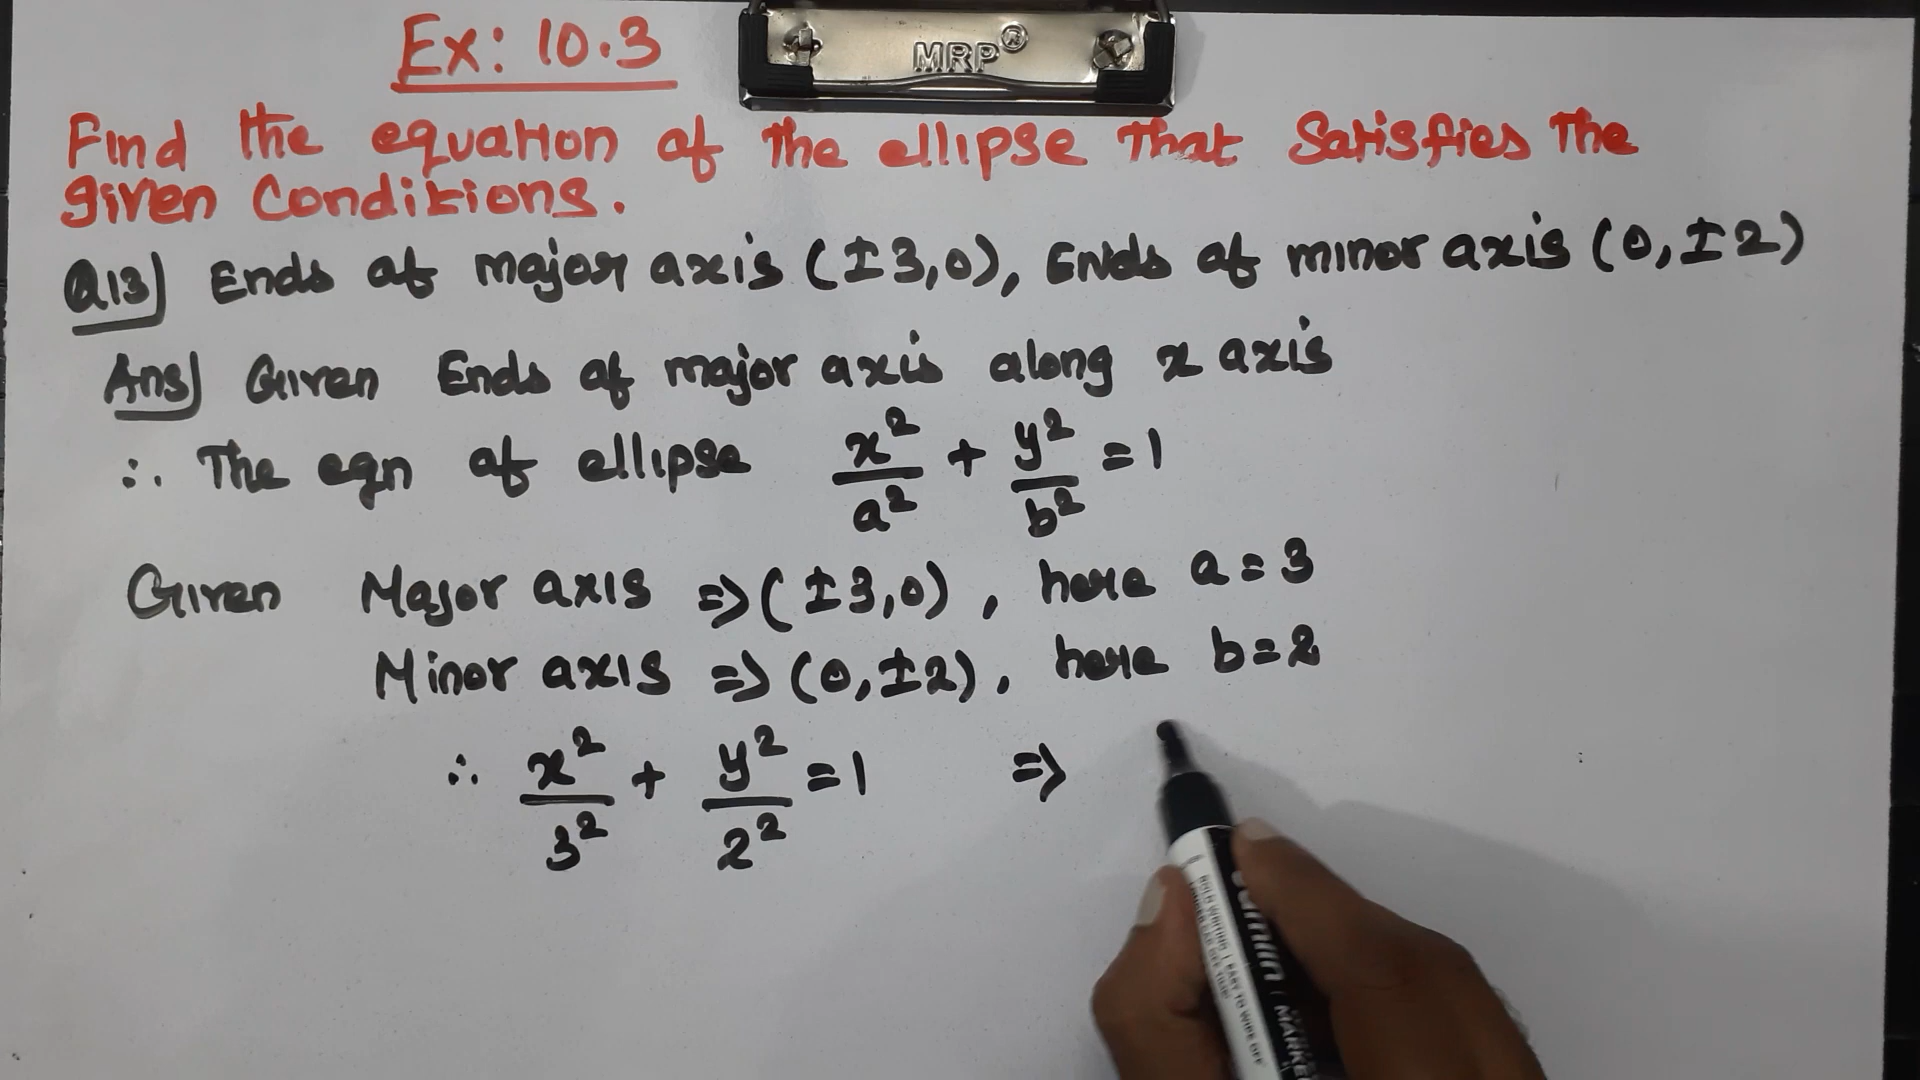 MRP®
Ex: 10.3
Find the equation of the ellipse that satisfies the
given conditions.
Q13) Ends of major axis (±3,0), Ends of minor axis (0,±2)
Ans) Given Ends of major axis along x axis
∴ The eqn of ellipse x²/a² + y²/b² = 1
Given Major axis ⇒ (±3,0), here a = 3
Minor axis ⇒ (0,±2), here b = 2
∴ x²/3² + y²/2² = 1 ⇒